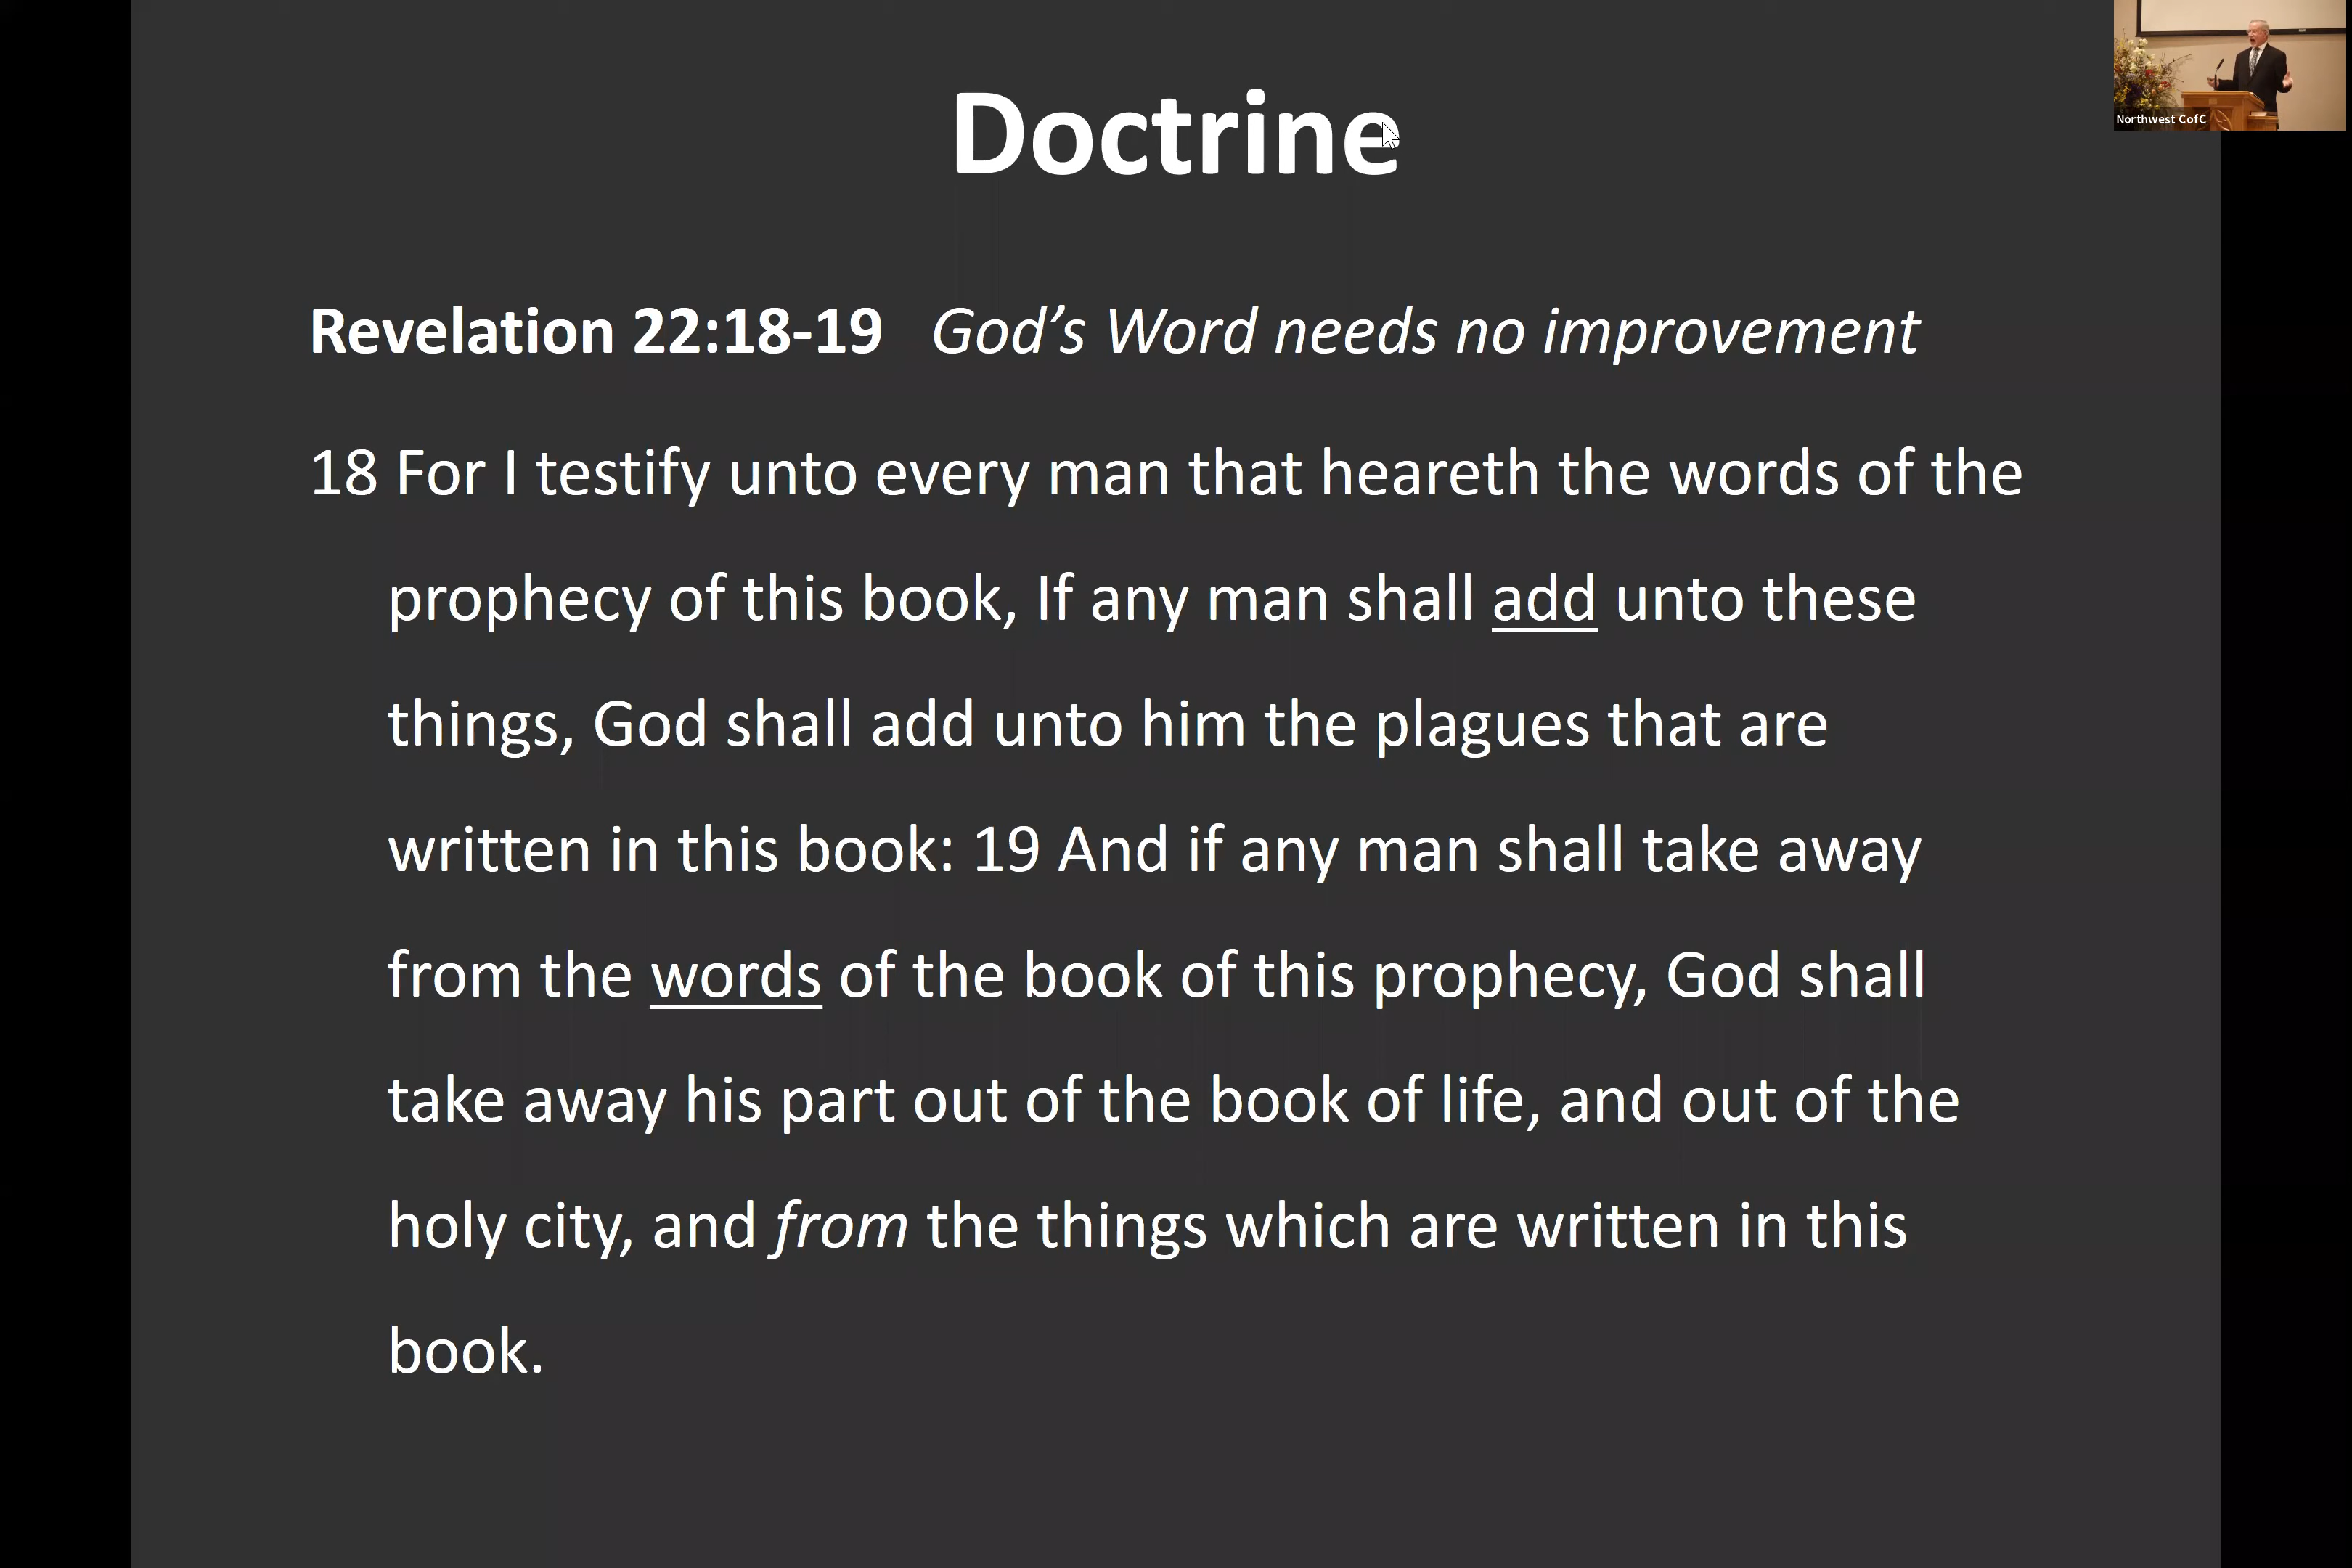 Doctrine
Northwest CofC
Revelation 22:18-19 God’s Word needs no improvement
18 For I testify unto every man that heareth the words of the
prophecy of this book, If any man shall add unto these
things, God shall add unto him the plagues that are
written in this book: 19 And if any man shall take away
from the words of the book of this prophecy, God shall
take away his part out of the book of life, and out of the
holy city, and from the things which are written in this
book.